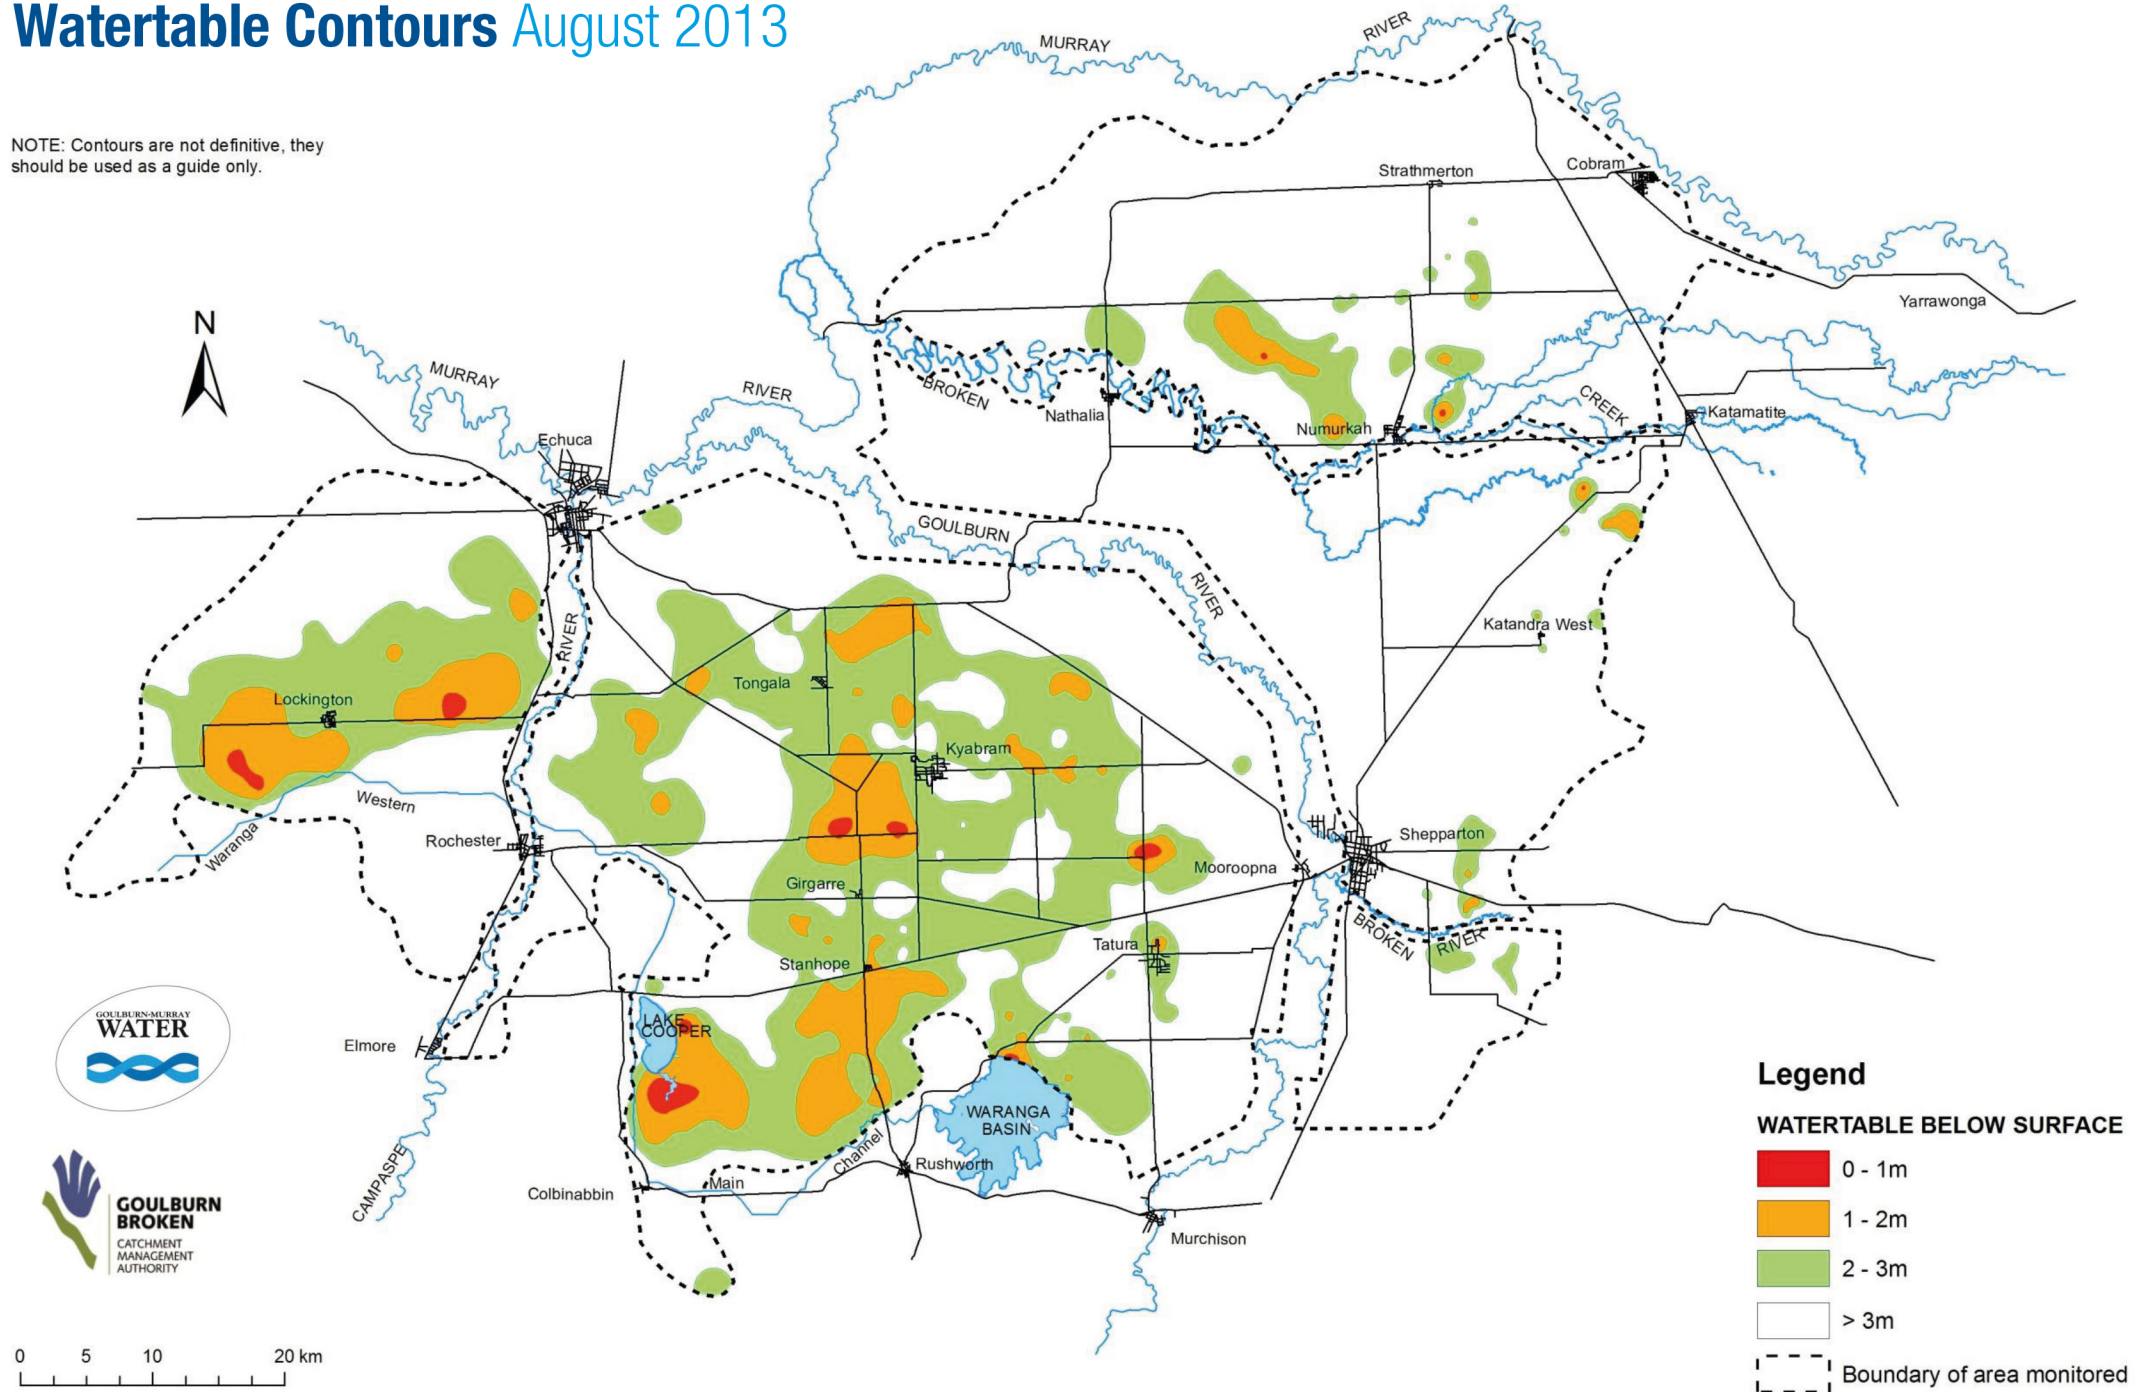 Watertable Contours August 2013
NOTE: Contours are not definitive, they
should be used as a guide only.
N
MURRAY
RIVER
Strathmerton
Cobram
Yarrawonga
MURRAY
RIVER
BROKEN
Nathalia
Numurkah
CREEK
Katamatite
Echuca
GOULBURN
RIVER
Katandra West
RIVER
Lockington
Tongala
Kyabram
Western
Waranga
Rochester
Girgarre
Mooroopna
Shepparton
BROKEN
RIVER
Tatura
Stanhope
LAKE
COOPER
Elmore
WARANGA
BASIN
CAMPASPE
Channel
Rushworth
Main
Colbinabbin
Murchison
GOULBURN-MURRAY
WATER
GOULBURN
BROKEN
CATCHMENT
MANAGEMENT
AUTHORITY
0 5 10 20 km
Legend
WATERTABLE BELOW SURFACE
0 - 1m
1 - 2m
2 - 3m
> 3m
Boundary of area monitored